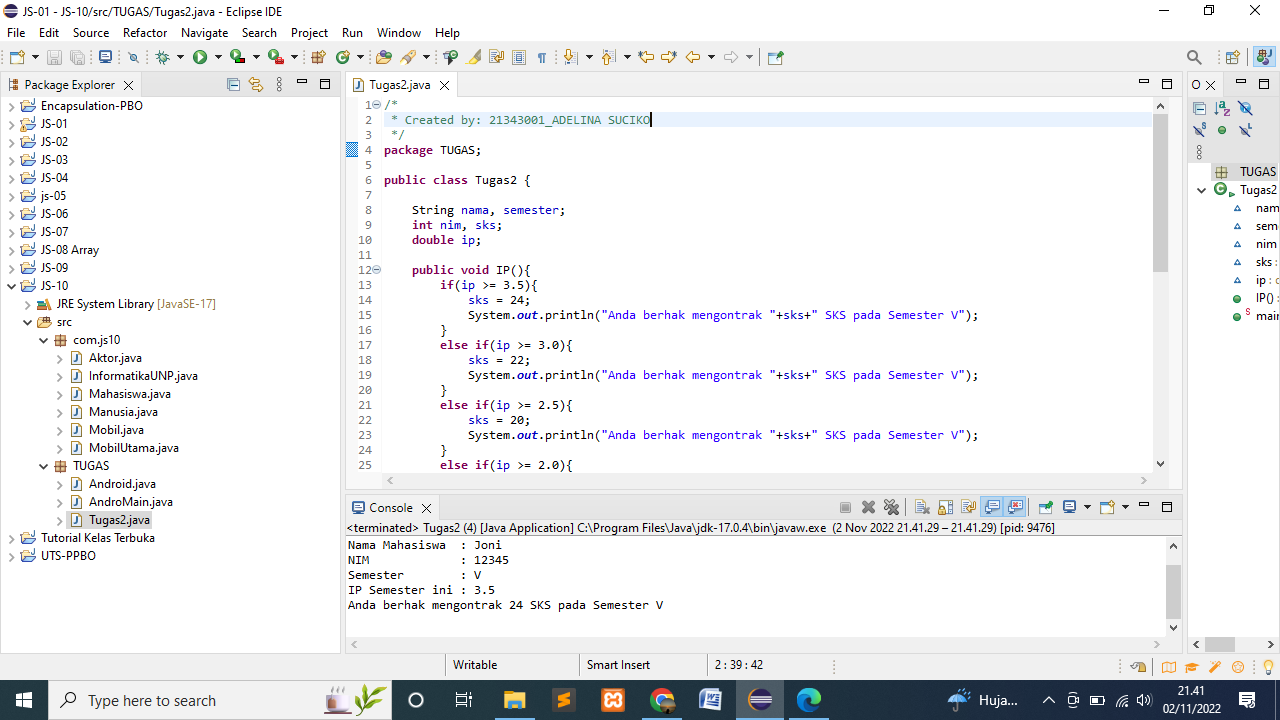 JS-01 - JS-10/src/TUGAS/Tugas2.java - Eclipse IDE
File Edit Source Refactor Navigate Search Project Run Window Help
Package Explorer
Encapsulation-PBO
JS-01
JS-02
JS-03
JS-04
js-05
JS-06
JS-07
JS-08 Array
JS-09
JS-10
JRE System Library [JavaSE-17]
src
com.js10
Aktor.java
InformatikaUNP.java
Mahasiswa.java
Manusia.java
Mobil.java
MobilUtama.java
TUGAS
Android.java
AndroMain.java
Tugas2.java
Tutorial Kelas Terbuka
UTS-PPBO
Tugas2.java
1 /*
2 * Created by: 21343001_ADELINA SUCIKO
3 */
4 package TUGAS;
5
6 public class Tugas2 {
7
8 String nama, semester;
9 int nim, sks;
10 double ip;
11
12 public void IP(){
13 if(ip >= 3.5){
14 sks = 24;
15 System.out.println("Anda berhak mengontrak "+sks+" SKS pada Semester V");
16 }
17 else if(ip >= 3.0){
18 sks = 22;
19 System.out.println("Anda berhak mengontrak "+sks+" SKS pada Semester V");
20 }
21 else if(ip >= 2.5){
22 sks = 20;
23 System.out.println("Anda berhak mengontrak "+sks+" SKS pada Semester V");
24 }
25 else if(ip >= 2.0){
Console
<terminated> Tugas2 (4) [Java Application] C:\Program Files\Java\jdk-17.0.4\bin\javaw.exe (2 Nov 2022 21.41.29 – 21.41.29) [pid: 9476]
Nama Mahasiswa : Joni
NIM : 12345
Semester : V
IP Semester ini : 3.5
Anda berhak mengontrak 24 SKS pada Semester V
O
TUGAS
Tugas2
nam
sem
nim
sks :
ip :
IP() :
main
Writable Smart Insert 2 : 39 : 42
Type here to search
Huja...
21.41
02/11/2022